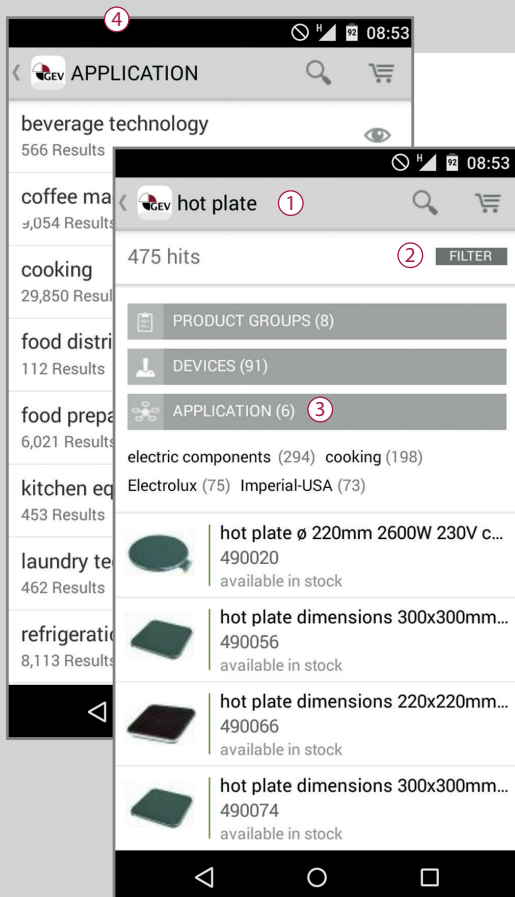 4
H 92 08:53
GEV APPLICATION
beverage technology
566 Results
coffee ma
9,054 Results
cooking
29,850 Resul
food distri
112 Results
food prepa
6,021 Results
kitchen eq
453 Results
laundry te
462 Results
refrigeratio
8,113 Results
H 92 08:53
GEV hot plate 1
475 hits 2 FILTER
PRODUCT GROUPS (8)
DEVICES (91)
APPLICATION (6) 3
electric components (294) cooking (198)
Electrolux (75) Imperial-USA (73)
hot plate ø 220mm 2600W 230V c...
490020
available in stock
hot plate dimensions 300x300mm...
490056
available in stock
hot plate dimensions 220x220mm...
490066
available in stock
hot plate dimensions 300x300mm...
490074
available in stock